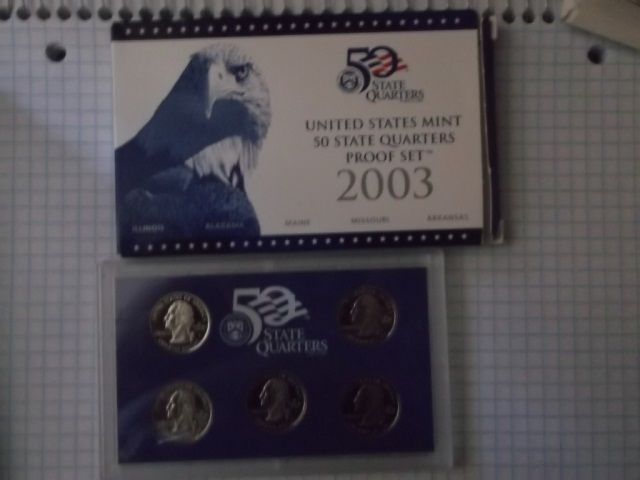 50
STATE
QUARTERS
UNITED STATES MINT
50 STATE QUARTERS
PROOF SET™
2003
ILLINOIS ALABAMA MAINE MISSOURI ARKANSAS
50
STATE
QUARTERS